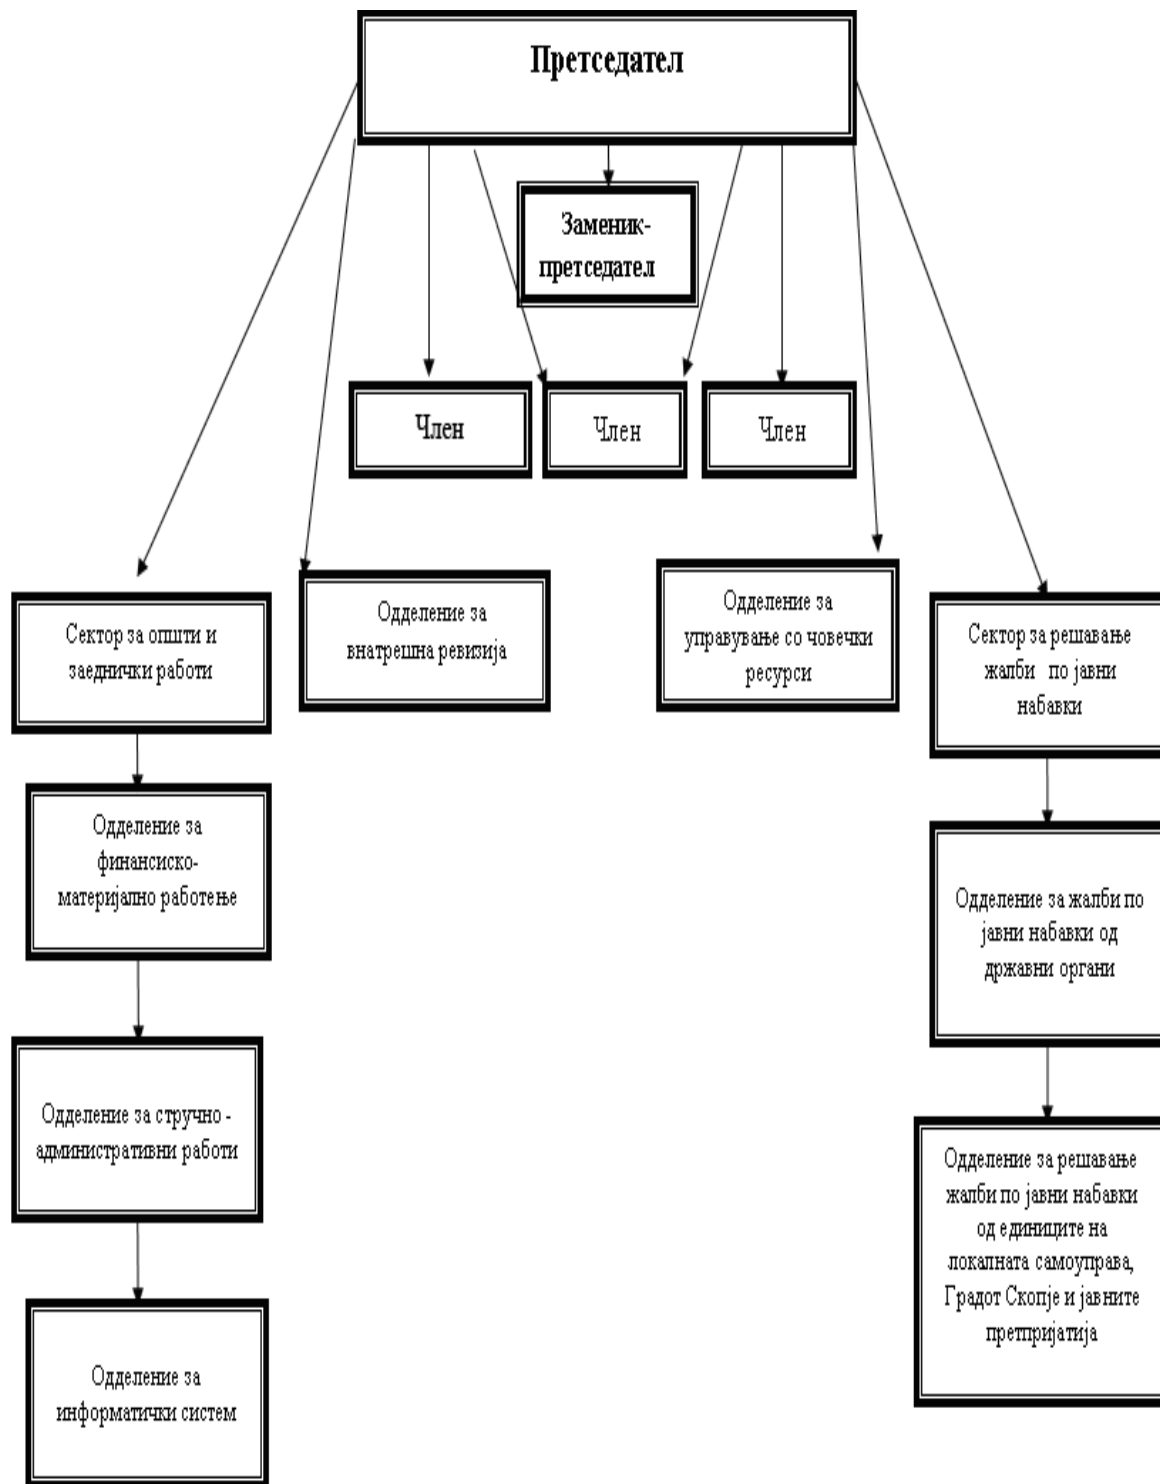 Претседател
Заменик-
претседател
Член
Член
Член
Сектор за општи и
заеднички работи
Одделение за
внатрешна ревизија
Одделение за
управување со човечки
ресурси
Сектор за решавање
жалби по јавни
набавки
Одделение за
финансиско-
материјално работење
Одделение за жалби по
јавни набавки од
државни органи
Одделение за стручно -
административни работи
Одделение за решавање
жалби по јавни набавки
од единиците на
локалната самоуправа,
Градот Скопје и јавните
претпријатија
Одделение за
информатички систем